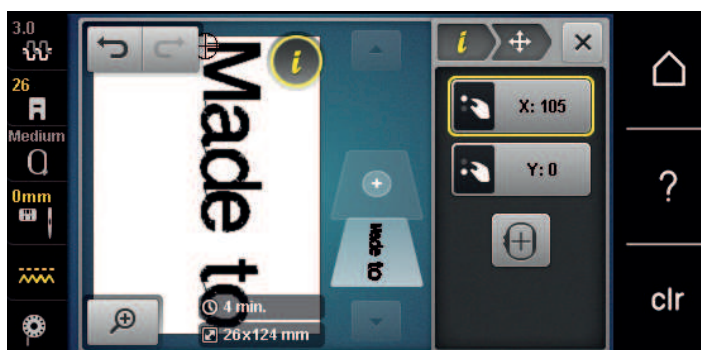 3.0
26
Medium
0mm
Made to
4 min.
26x124 mm
Made to
i
i
X: 105
Y: 0
?
clr